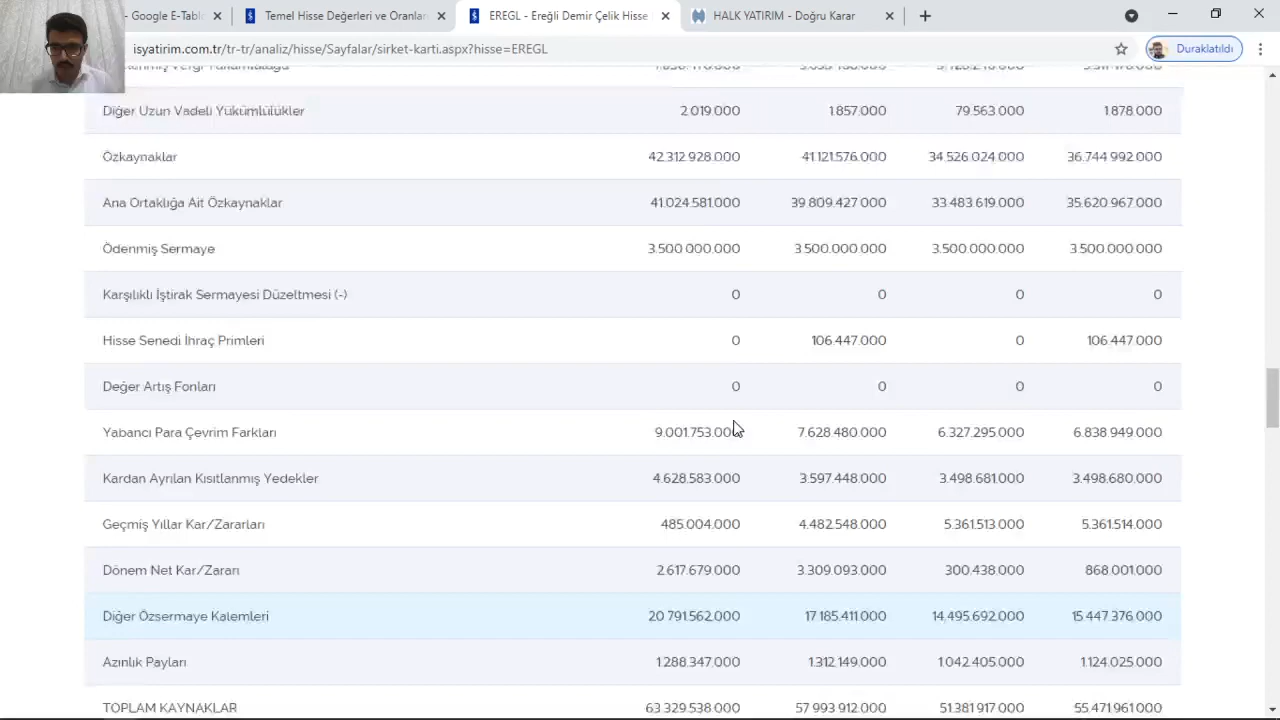 - Google E-Tablo
Temel Hisse Değerleri ve Oranlar
EREGL - Ereğli Demir Çelik Hisse
HALK YATIRIM - Doğru Karar
isyatirim.com.tr/tr-tr/analiz/hisse/Sayfalar/sirket-karti.aspx?hisse=EREGL
Duraklatıldı
Diğer Uzun Vadeli Yükümlülükler 2.019.000 1.857.000 79.563.000 1.878.000
Özkaynaklar 42.312.928.000 41.121.576.000 34.526.024.000 36.744.992.000
Ana Ortaklığa Ait Özkaynaklar 41.024.581.000 39.809.427.000 33.483.619.000 35.620.967.000
Ödenmiş Sermaye 3.500.000.000 3.500.000.000 3.500.000.000 3.500.000.000
Karşılıklı İştirak Sermayesi Düzeltmesi (-) 0 0 0 0
Hisse Senedi İhraç Primleri 0 106.447.000 0 106.447.000
Değer Artış Fonları 0 0 0 0
Yabancı Para Çevrim Farkları 9.001.753.000 7.628.480.000 6.327.295.000 6.838.949.000
Kardan Ayrılan Kısıtlanmış Yedekler 4.628.583.000 3.597.448.000 3.498.681.000 3.498.680.000
Geçmiş Yıllar Kar/Zararları 485.004.000 4.482.548.000 5.361.513.000 5.361.514.000
Dönem Net Kar/Zararı 2.617.679.000 3.309.093.000 300.438.000 868.001.000
Diğer Özsermaye Kalemleri 20.791.562.000 17.185.411.000 14.495.692.000 15.447.376.000
Azınlık Payları 1.288.347.000 1.312.149.000 1.042.405.000 1.124.025.000
TOPLAM KAYNAKLAR 63.329.538.000 57.993.912.000 51.381.917.000 55.471.961.000